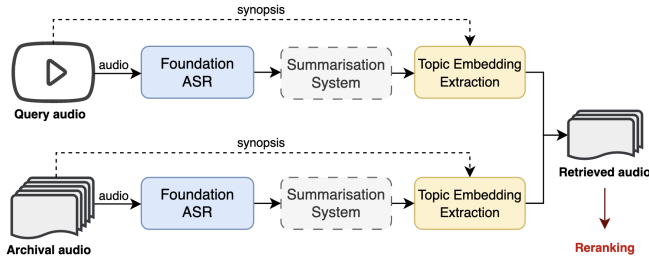 synopsis
audio
Foundation
ASR
Summarisation
System
Topic Embedding
Extraction
Query audio
synopsis
audio
Foundation
ASR
Summarisation
System
Topic Embedding
Extraction
Archival audio
Retrieved audio
Reranking